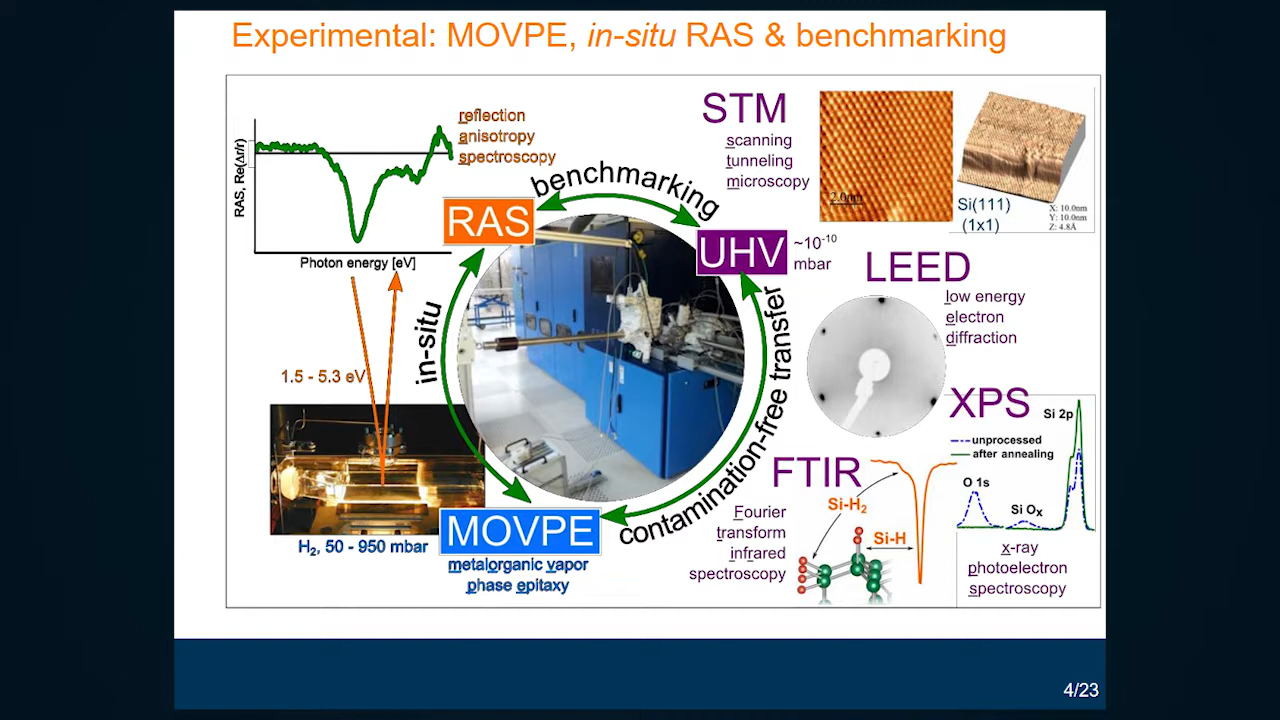 Experimental: MOVPE, in-situ RAS & benchmarking
RAS, Re(Δr/r)
Photon energy [eV]
reflection
anisotropy
spectroscopy
benchmarking
RAS
in-situ
1.5 - 5.3 eV
H₂, 50 - 950 mbar
MOVPE
metalorganic vapor
phase epitaxy
contamination-free transfer
UHV
~10⁻¹⁰
mbar
STM
scanning
tunneling
microscopy
2.0nm
Si(111)
(1x1)
X: 10.0nm
Y: 10.0nm
Z: 4.8Å
LEED
low energy
electron
diffraction
XPS
Si 2p
unprocessed
after annealing
O 1s
Si Oₓ
x-ray
photoelectron
spectroscopy
FTIR
Si-H₂
Si-H
Fourier
transform
infrared
spectroscopy
4/23